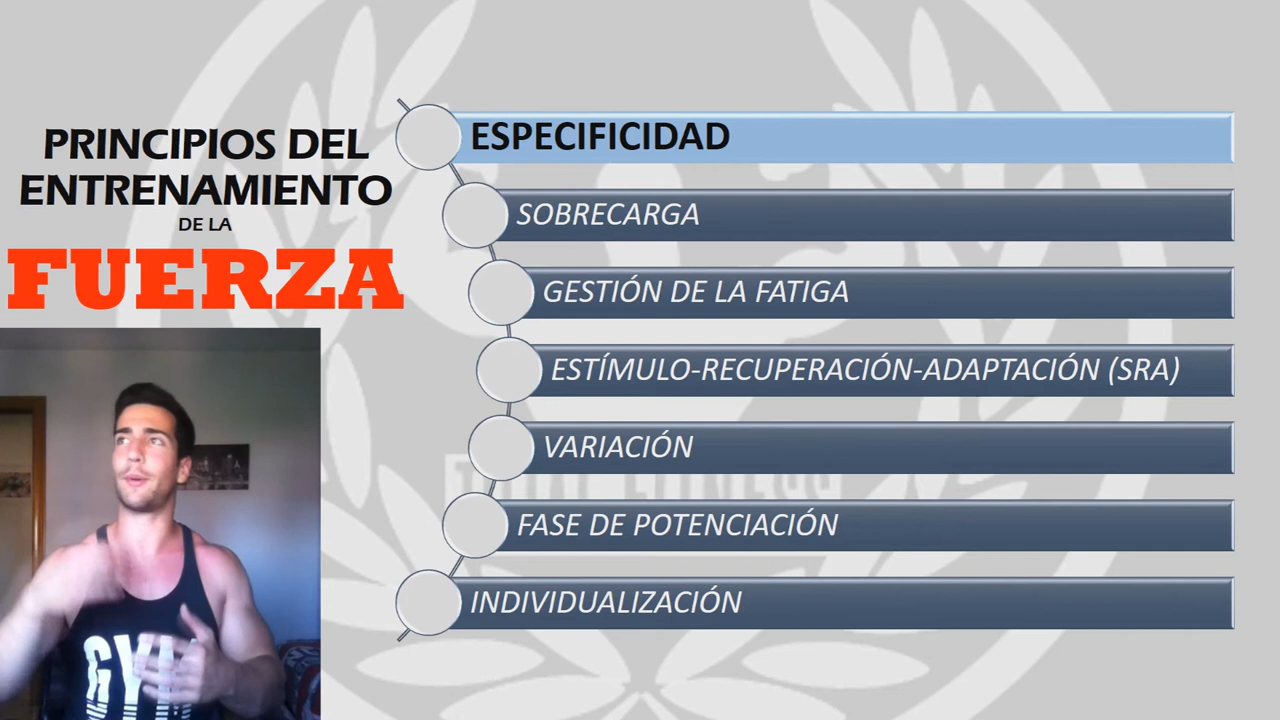 PRINCIPIOS DEL
ENTRENAMIENTO
DE LA
FUERZA
ESPECIFICIDAD
SOBRECARGA
GESTIÓN DE LA FATIGA
ESTÍMULO-RECUPERACIÓN-ADAPTACIÓN (SRA)
VARIACIÓN
FASE DE POTENCIACIÓN
INDIVIDUALIZACIÓN